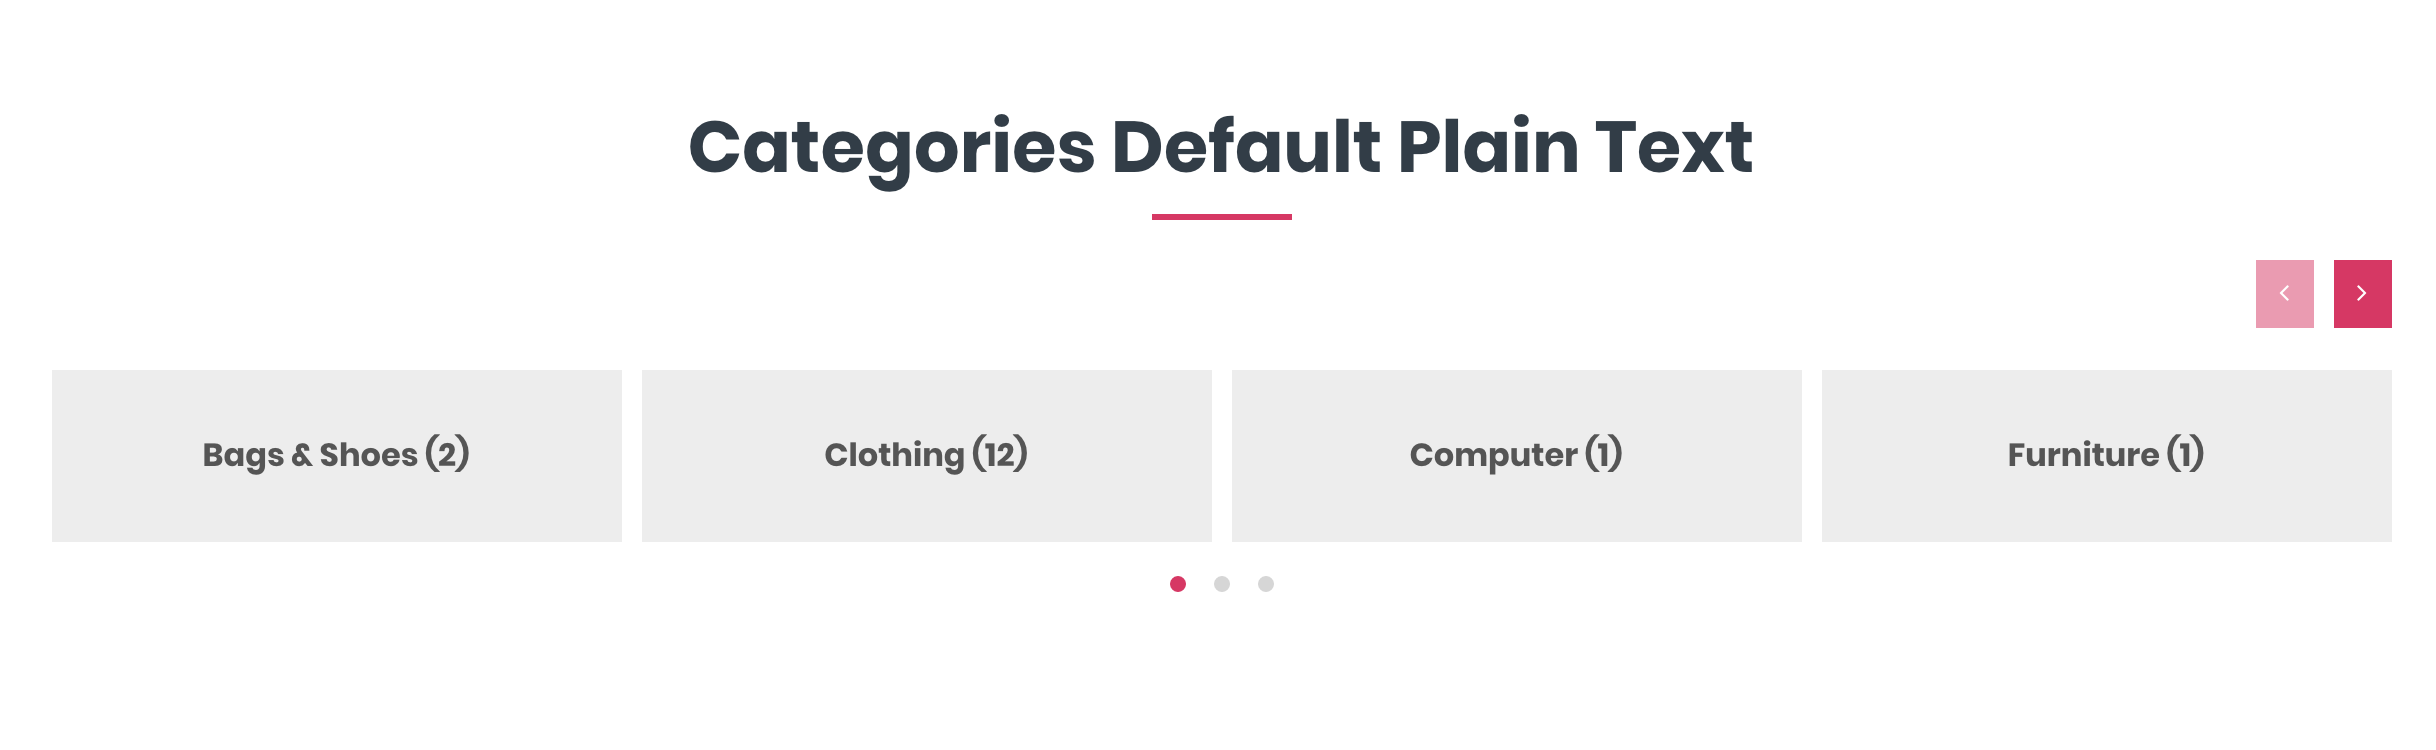 Categories Default Plain Text
Bags & Shoes (2)
Clothing (12)
Computer (1)
Furniture (1)